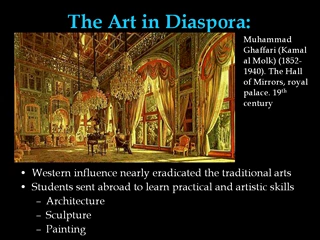 The Art in Diaspora:
Muhammad
Ghaffari (Kamal
al Molk) (1852-
1940). The Hall
of Mirrors, royal
palace. 19th
century
• Western influence nearly eradicated the traditional arts
• Students sent abroad to learn practical and artistic skills
– Architecture
– Sculpture
– Painting